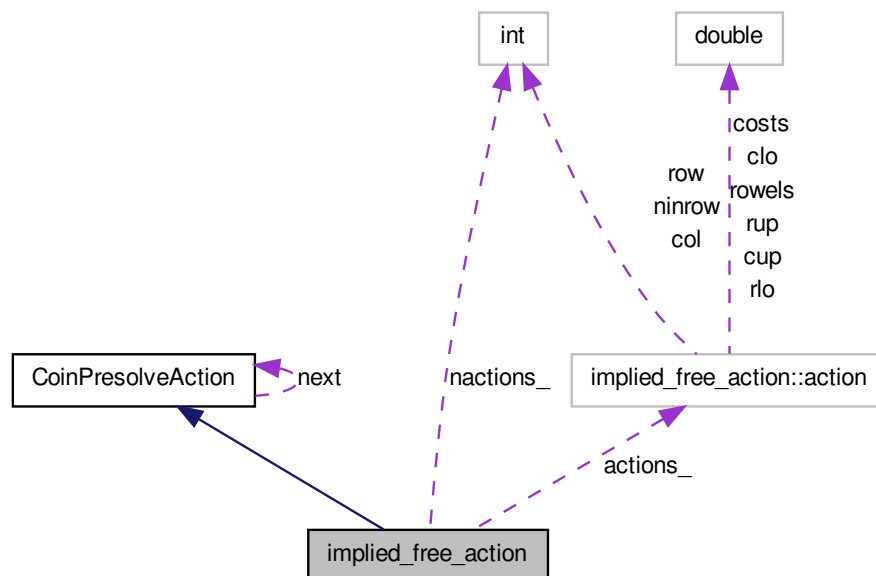 int
double
costs
clo
rowels
rup
cup
rlo
row
ninrow
col
CoinPresolveAction
next
nactions_
implied_free_action::action
actions_
implied_free_action